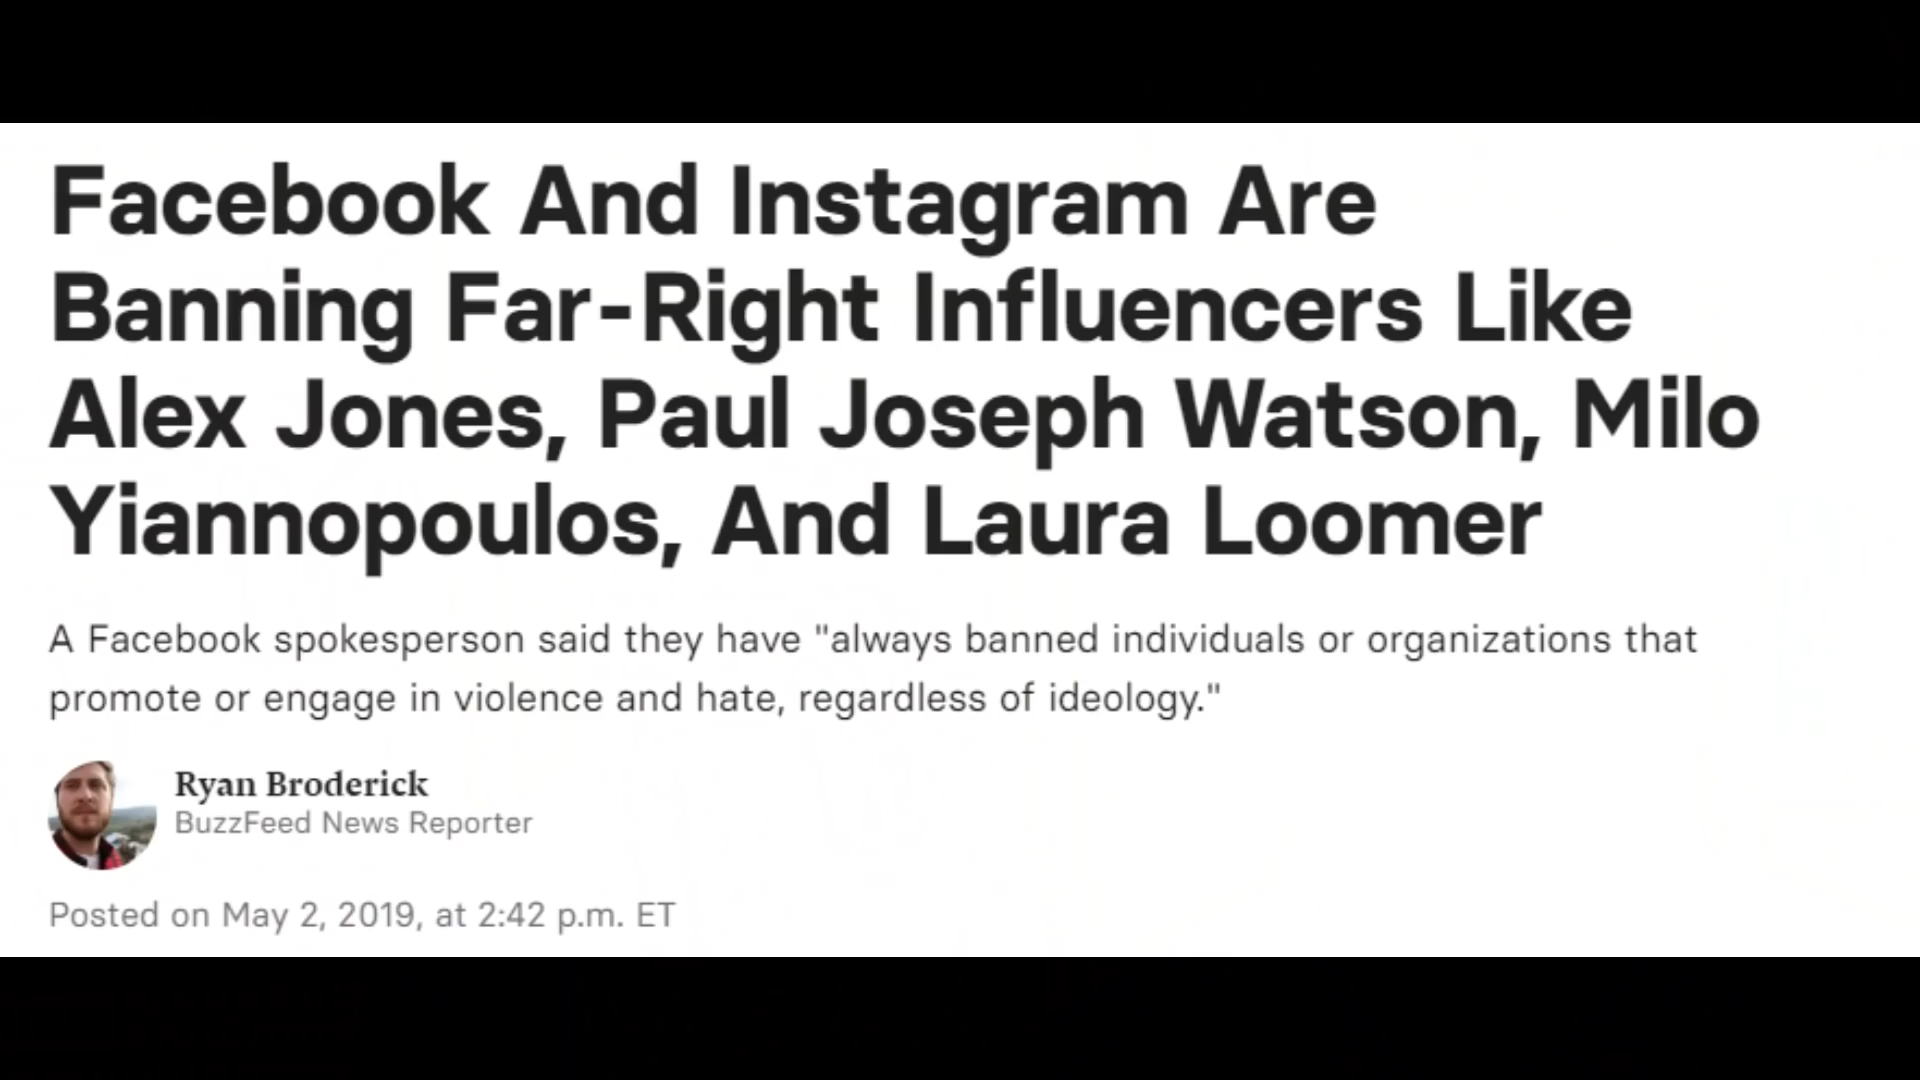 Facebook And Instagram Are
Banning Far-Right Influencers Like
Alex Jones, Paul Joseph Watson, Milo
Yiannopoulos, And Laura Loomer
A Facebook spokesperson said they have "always banned individuals or organizations that
promote or engage in violence and hate, regardless of ideology."
Ryan Broderick
BuzzFeed News Reporter
Posted on May 2, 2019, at 2:42 p.m. ET